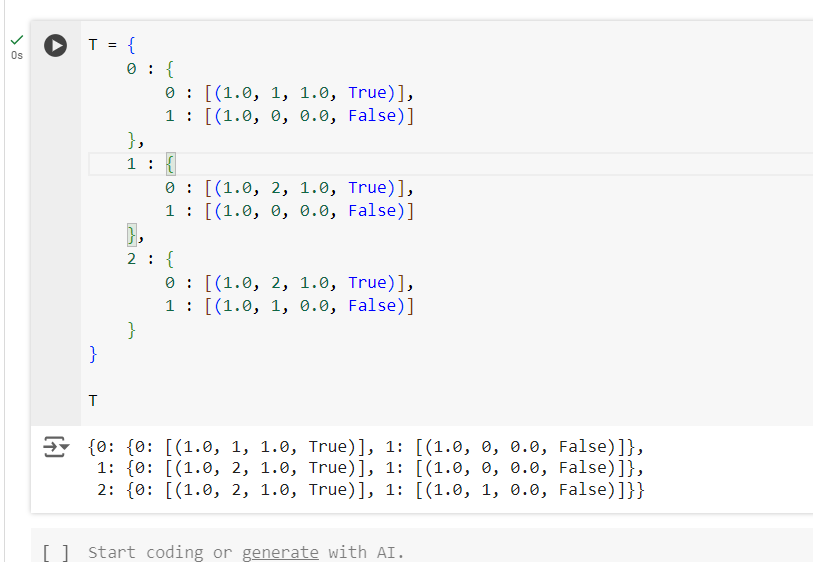 0s
T = {
    0 : {
        0 : [(1.0, 1, 1.0, True)],
        1 : [(1.0, 0, 0.0, False)]
    },
    1 : {
        0 : [(1.0, 2, 1.0, True)],
        1 : [(1.0, 0, 0.0, False)]
    },
    2 : {
        0 : [(1.0, 2, 1.0, True)],
        1 : [(1.0, 1, 0.0, False)]
    }
}

T
{0: {0: [(1.0, 1, 1.0, True)], 1: [(1.0, 0, 0.0, False)]},
 1: {0: [(1.0, 2, 1.0, True)], 1: [(1.0, 0, 0.0, False)]},
 2: {0: [(1.0, 2, 1.0, True)], 1: [(1.0, 1, 0.0, False)]}}
[ ] Start coding or generate with AI.